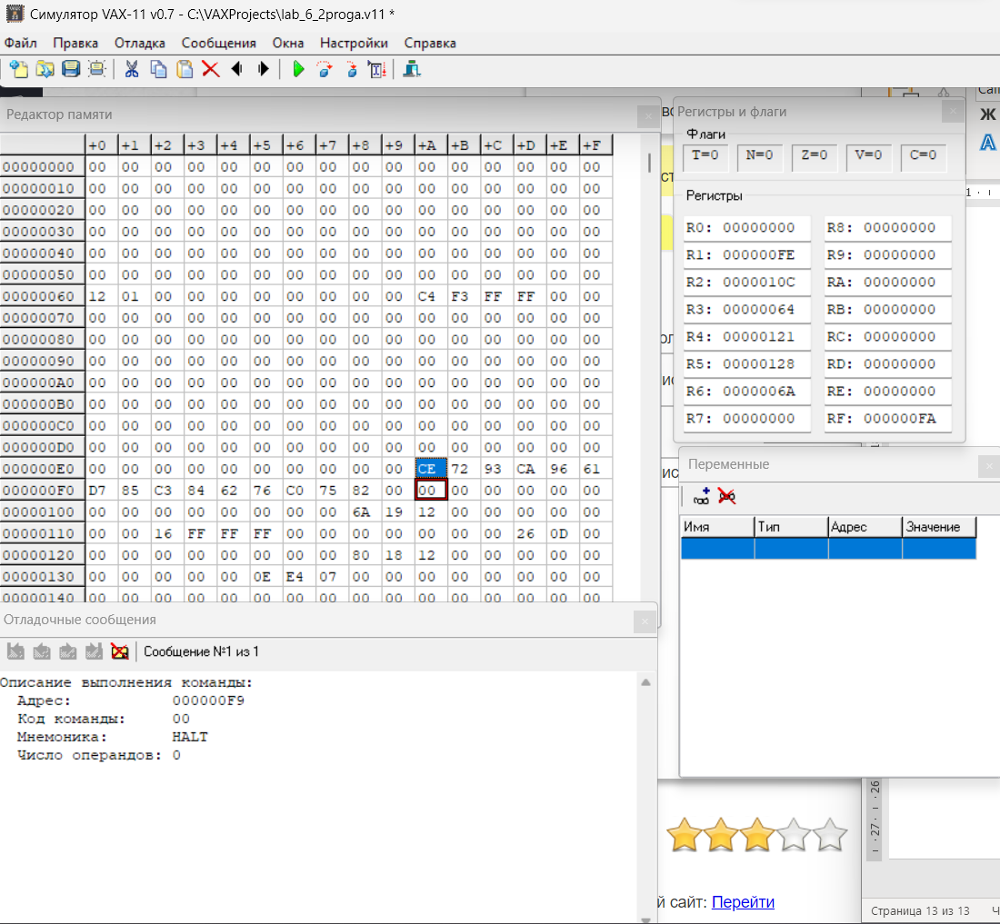 Симулятор VAX-11 v0.7 - C:\VAXProjects\lab_6_2proga.v11 *
Файл Правка Отладка Сообщения Окна Настройки Справка
Редактор памяти
+0 +1 +2 +3 +4 +5 +6 +7 +8 +9 +A +B +C +D +E +F
00000000 00 00 00 00 00 00 00 00 00 00 00 00 00 00 00 00
00000010 00 00 00 00 00 00 00 00 00 00 00 00 00 00 00 00
00000020 00 00 00 00 00 00 00 00 00 00 00 00 00 00 00 00
00000030 00 00 00 00 00 00 00 00 00 00 00 00 00 00 00 00
00000040 00 00 00 00 00 00 00 00 00 00 00 00 00 00 00 00
00000050 00 00 00 00 00 00 00 00 00 00 00 00 00 00 00 00
00000060 12 01 00 00 00 00 00 00 00 00 C4 F3 FF FF 00 00
00000070 00 00 00 00 00 00 00 00 00 00 00 00 00 00 00 00
00000080 00 00 00 00 00 00 00 00 00 00 00 00 00 00 00 00
00000090 00 00 00 00 00 00 00 00 00 00 00 00 00 00 00 00
000000A0 00 00 00 00 00 00 00 00 00 00 00 00 00 00 00 00
000000B0 00 00 00 00 00 00 00 00 00 00 00 00 00 00 00 00
000000C0 00 00 00 00 00 00 00 00 00 00 00 00 00 00 00 00
000000D0 00 00 00 00 00 00 00 00 00 00 00 00 00 00 00 00
000000E0 00 00 00 00 00 00 00 00 00 00 CE 72 93 CA 96 61
000000F0 D7 85 C3 84 62 76 C0 75 82 00 00 00 00 00 00 00
00000100 00 00 00 00 00 00 00 00 6A 19 12 00 00 00 00 00
00000110 00 00 16 FF FF FF 00 00 00 00 00 00 00 26 0D 00
00000120 00 00 00 00 00 00 00 00 80 18 12 00 00 00 00 00
00000130 00 00 00 00 00 0E E4 07 00 00 00 00 00 00 00 00
00000140 00 00 00 00 00 00 00 00 00 00 00 00 00 00 00 00
Регистры и флаги
Флаги
T=0 N=0 Z=0 V=0 C=0
Регистры
R0: 00000000 R8: 00000000
R1: 000000FE R9: 00000000
R2: 0000010C RA: 00000000
R3: 00000064 RB: 00000000
R4: 00000121 RC: 00000000
R5: 00000128 RD: 00000000
R6: 0000006A RE: 00000000
R7: 00000000 RF: 000000FA
Переменные
Имя Тип Адрес Значение
Отладочные сообщения
Сообщение №1 из 1
Описание выполнения команды:
Адрес: 000000F9
Код команды: 00
Мнемоника: HALT
Число операндов: 0
й сайт: Перейти
Ж
A
1
26
27
Страница 13 из 13